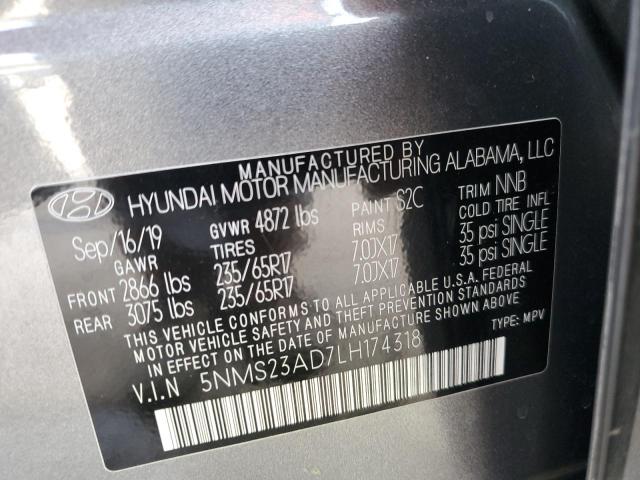 MANUFACTURED BY
HYUNDAI MOTOR MANUFACTURING ALABAMA, LLC
Sep/16/19 GVWR 4872 lbs PAINT S2C TRIM NNB
GAWR TIRES RIMS COLD TIRE INFL
FRONT 2866 lbs 235/65R17 7.0JX17 35 psi SINGLE
REAR 3075 lbs 235/65R17 7.0JX17 35 psi SINGLE
THIS VEHICLE CONFORMS TO ALL APPLICABLE U.S.A. FEDERAL
MOTOR VEHICLE SAFETY AND THEFT PREVENTION STANDARDS
IN EFFECT ON THE DATE OF MANUFACTURE SHOWN ABOVE.
V.I.N 5NMS23AD7LH174318 TYPE: MPV